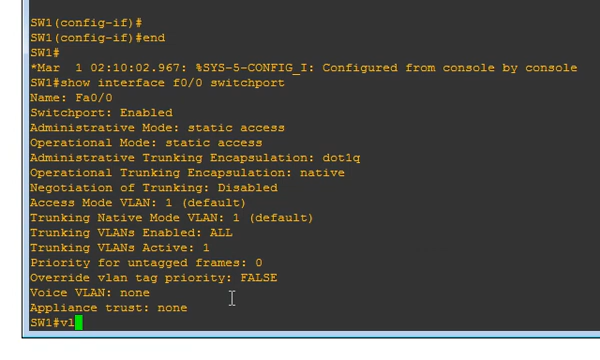 SW1(config-if)#
SW1(config-if)#end
SW1#
*Mar  1 02:10:02.967: %SYS-5-CONFIG_I: Configured from console by console
SW1#show interface f0/0 switchport
Name: Fa0/0
Switchport: Enabled
Administrative Mode: static access
Operational Mode: static access
Administrative Trunking Encapsulation: dot1q
Operational Trunking Encapsulation: native
Negotiation of Trunking: Disabled
Access Mode VLAN: 1 (default)
Trunking Native Mode VLAN: 1 (default)
Trunking VLANs Enabled: ALL
Trunking VLANs Active: 1
Priority for untagged frames: 0
Override vlan tag priority: FALSE
Voice VLAN: none
Appliance trust: none
SW1#vl